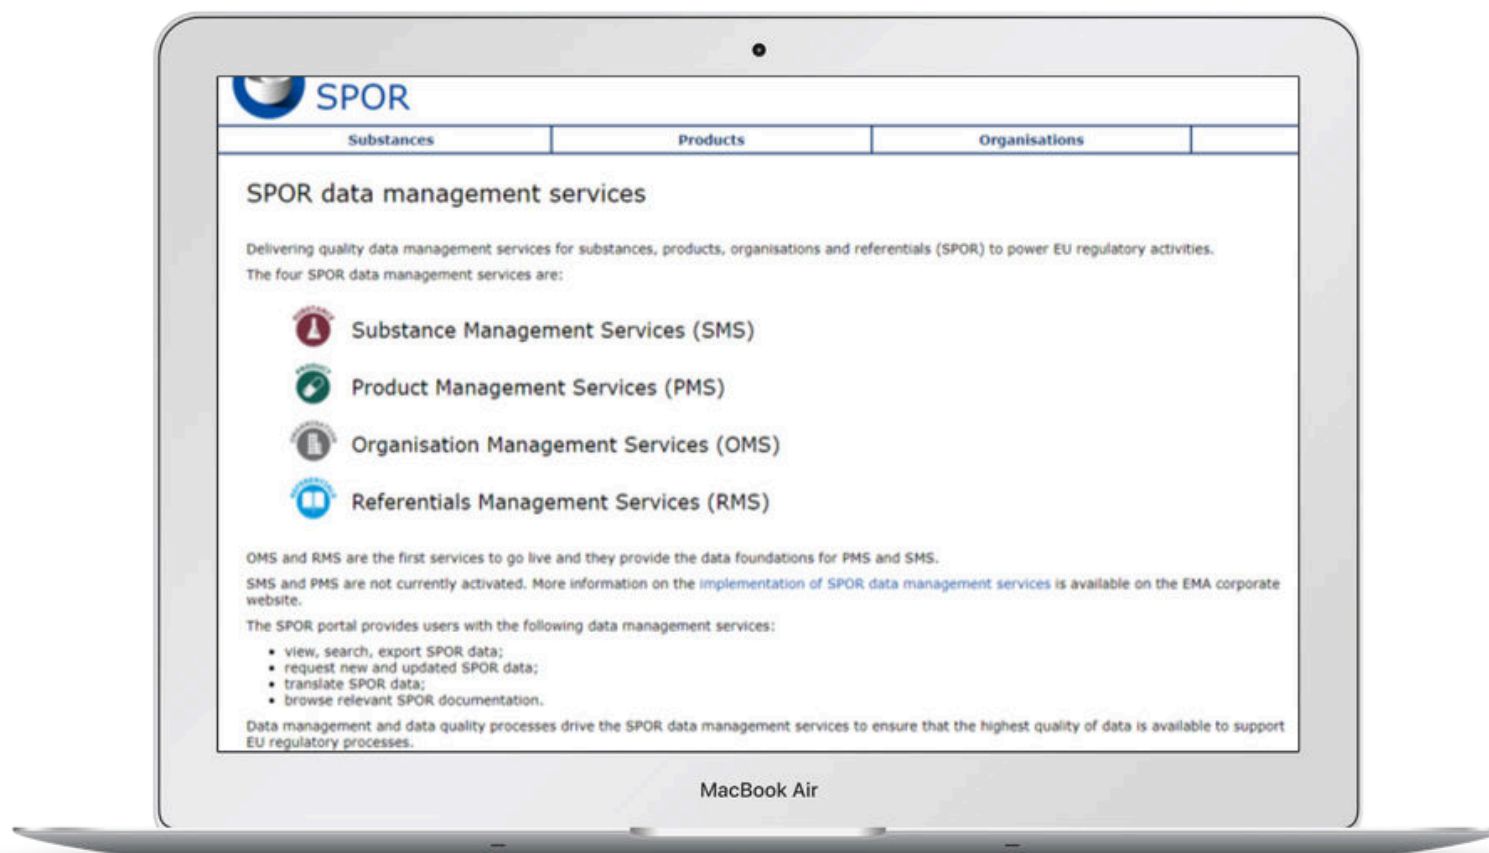 SPOR
Substances Products Organisations
SPOR data management services
Delivering quality data management services for substances, products, organisations and referentials (SPOR) to power EU regulatory activities.
The four SPOR data management services are:
SUBSTANCE
Substance Management Services (SMS)
PRODUCT
Product Management Services (PMS)
ORGANISATION
Organisation Management Services (OMS)
REFERENTIALS
Referentials Management Services (RMS)
OMS and RMS are the first services to go live and they provide the data foundations for PMS and SMS.
SMS and PMS are not currently activated. More information on the implementation of SPOR data management services is available on the EMA corporate
website.
The SPOR portal provides users with the following data management services:
• view, search, export SPOR data;
• request new and updated SPOR data;
• translate SPOR data;
• browse relevant SPOR documentation.
Data management and data quality processes drive the SPOR data management services to ensure that the highest quality of data is available to support
EU regulatory processes.
MacBook Air